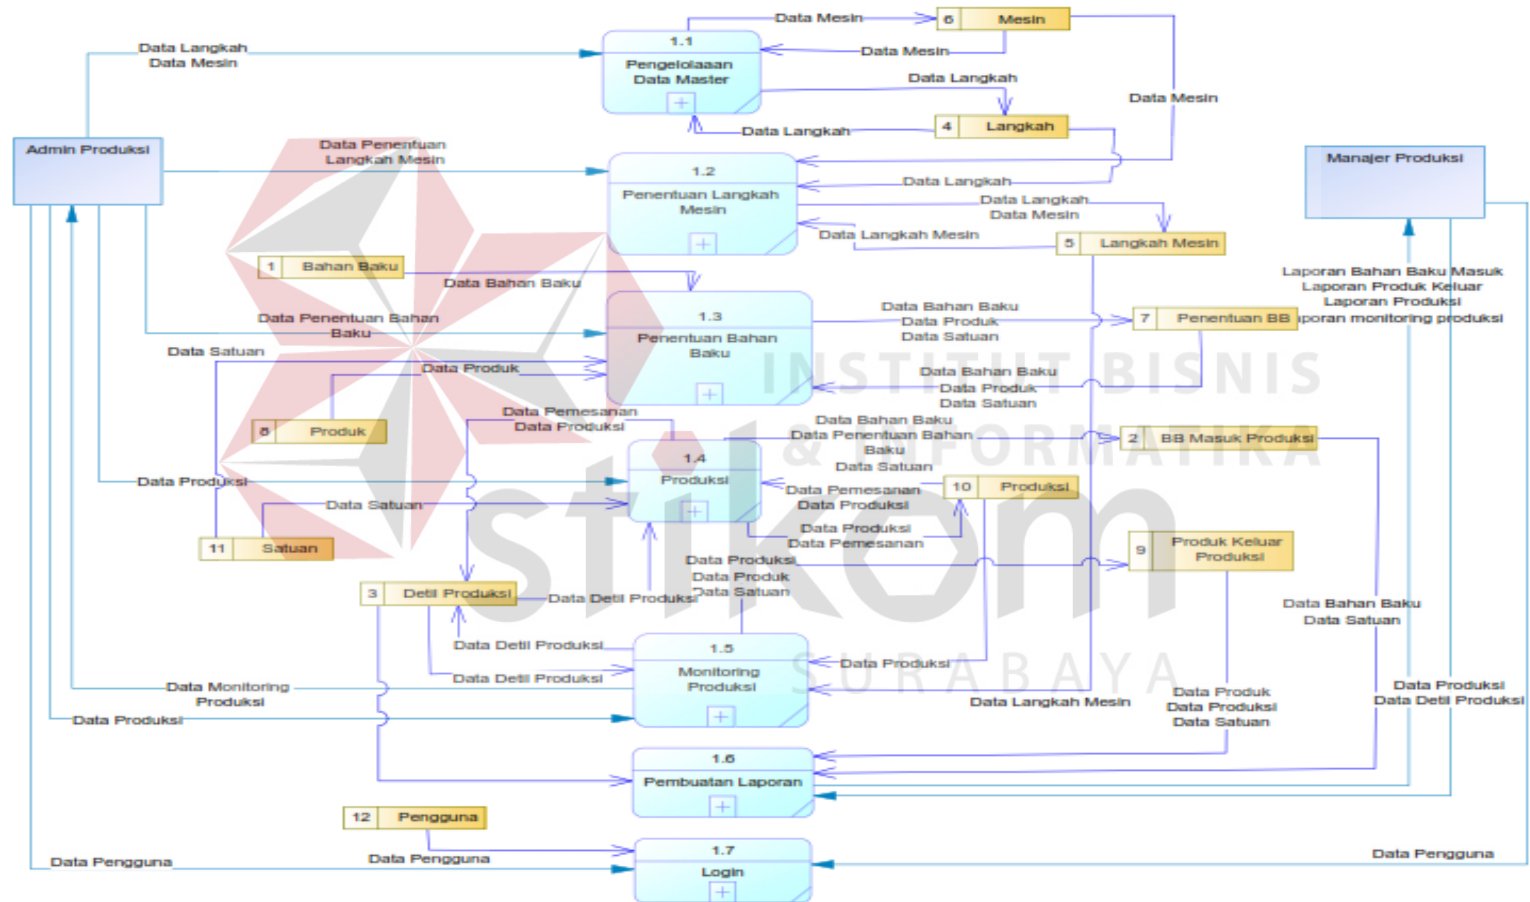 Data Mesin
6 Mesin
1.1
Pengelolaaan
Data Master
Data Langkah
Data Mesin
Data Mesin
Data Langkah
Data Mesin
4 Langkah
Data Langkah
Admin Produksi
Data Penentuan
Langkah Mesin
Manajer Produksi
1.2
Penentuan Langkah
Mesin
Data Langkah
Data Langkah
Data Mesin
Data Langkah Mesin
5 Langkah Mesin
1 Bahan Baku
Data Bahan Baku
Laporan Bahan Baku Masuk
Laporan Produk Keluar
Laporan Produksi
aporan monitoring produksi
1.3
Penentuan Bahan
Baku
Data Penentuan Bahan
Baku
Data Bahan Baku
Data Produk
Data Satuan
7 Penentuan BB
Data Satuan
Data Produk
Data Bahan Baku
Data Produk
Data Satuan
INSTITUT BISNIS
& INFORMATIKA
stikom
SURABAYA
8 Produk
Data Pemesanan
Data Produksi
Data Bahan Baku
Data Penentuan Bahan
Baku
Data Satuan
2 BB Masuk Produksi
1.4
Produksi
Data Produksi
Data Pemesanan
Data Produksi
10 Produksi
Data Satuan
11 Satuan
Data Produksi
Data Pemesanan
9 Produk Keluar
Produksi
Data Produksi
Data Produk
Data Satuan
3 Detil Produksi
Data Detil Produksi
Data Bahan Baku
Data Satuan
Data Detil Produksi
1.5
Monitoring
Produksi
Data Produksi
Data Detil Produksi
Data Monitoring
Produksi
Data Produksi
Data Langkah Mesin
Data Produk
Data Produksi
Data Satuan
Data Produksi
Data Detil Produksi
1.6
Pembuatan Laporan
12 Pengguna
Data Pengguna
Data Pengguna
1.7
Login
Data Pengguna